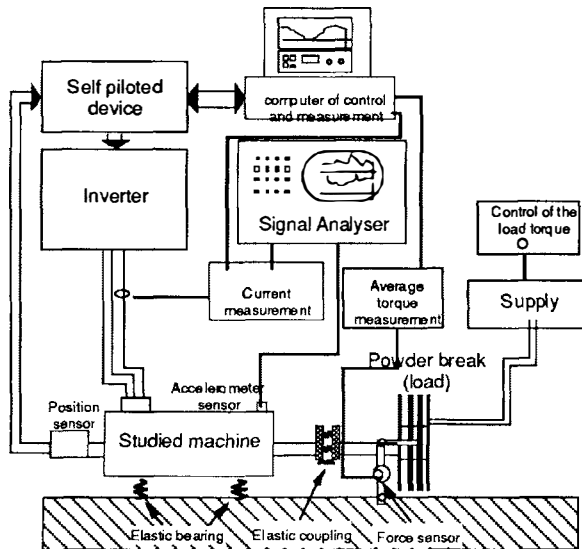 Self piloted
device
computer of control
and measurement
Inverter
Signal Analyser
Control of the
load torque
Supply
Current
measurement
Average
torque
measurement
Powder break
(load)
Accelerometer
sensor
Position
sensor
Studied machine
Elastic bearing
Elastic coupling
Force sensor